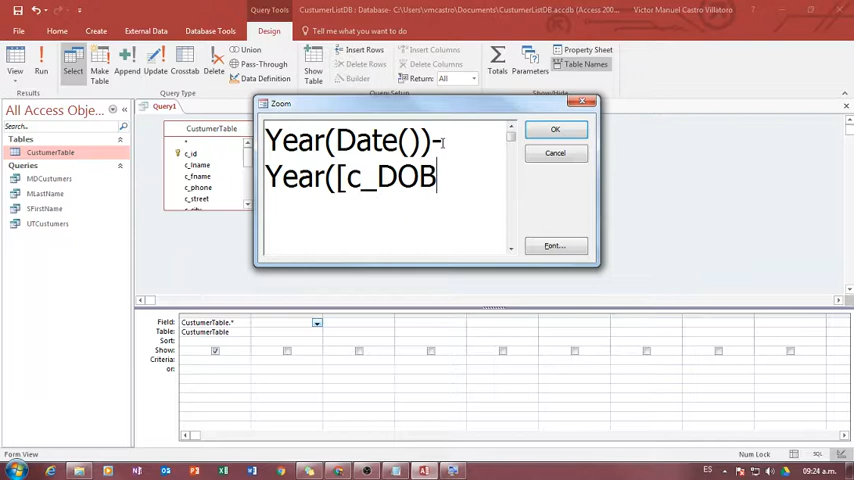 CustumerListDB : Database- C:\Users\vmcastro\Documents\CustumerListDB.accdb (Access 200...
Query Tools
Victor Manuel Castro Villatoro
File
Home
Create
External Data
Database Tools
Design
Tell me what you want to do
View
Run
Select
Make Table
Append
Update
Crosstab
Delete
Union
Pass-Through
Data Definition
Show Table
Insert Rows
Delete Rows
Builder
Insert Columns
Delete Columns
Return: All
Totals
Parameters
Property Sheet
Table Names
Query Type
Query Setup
Show/Hide
All Access Obje...
Search...
Tables
CustumerTable
Queries
MDCustumers
MLastName
SFirstName
UTCustumers
Query1
CustumerTable
*
c_id
c_lname
c_fname
c_phone
c_street
c_city
Zoom
Year(Date())-
Year([c_DOB
OK
Cancel
Font...
Field: CustumerTable.*
Table: CustumerTable
Sort:
Show:
Criteria:
or:
Form View
Num Lock
SQL
ES
09:24 a.m.